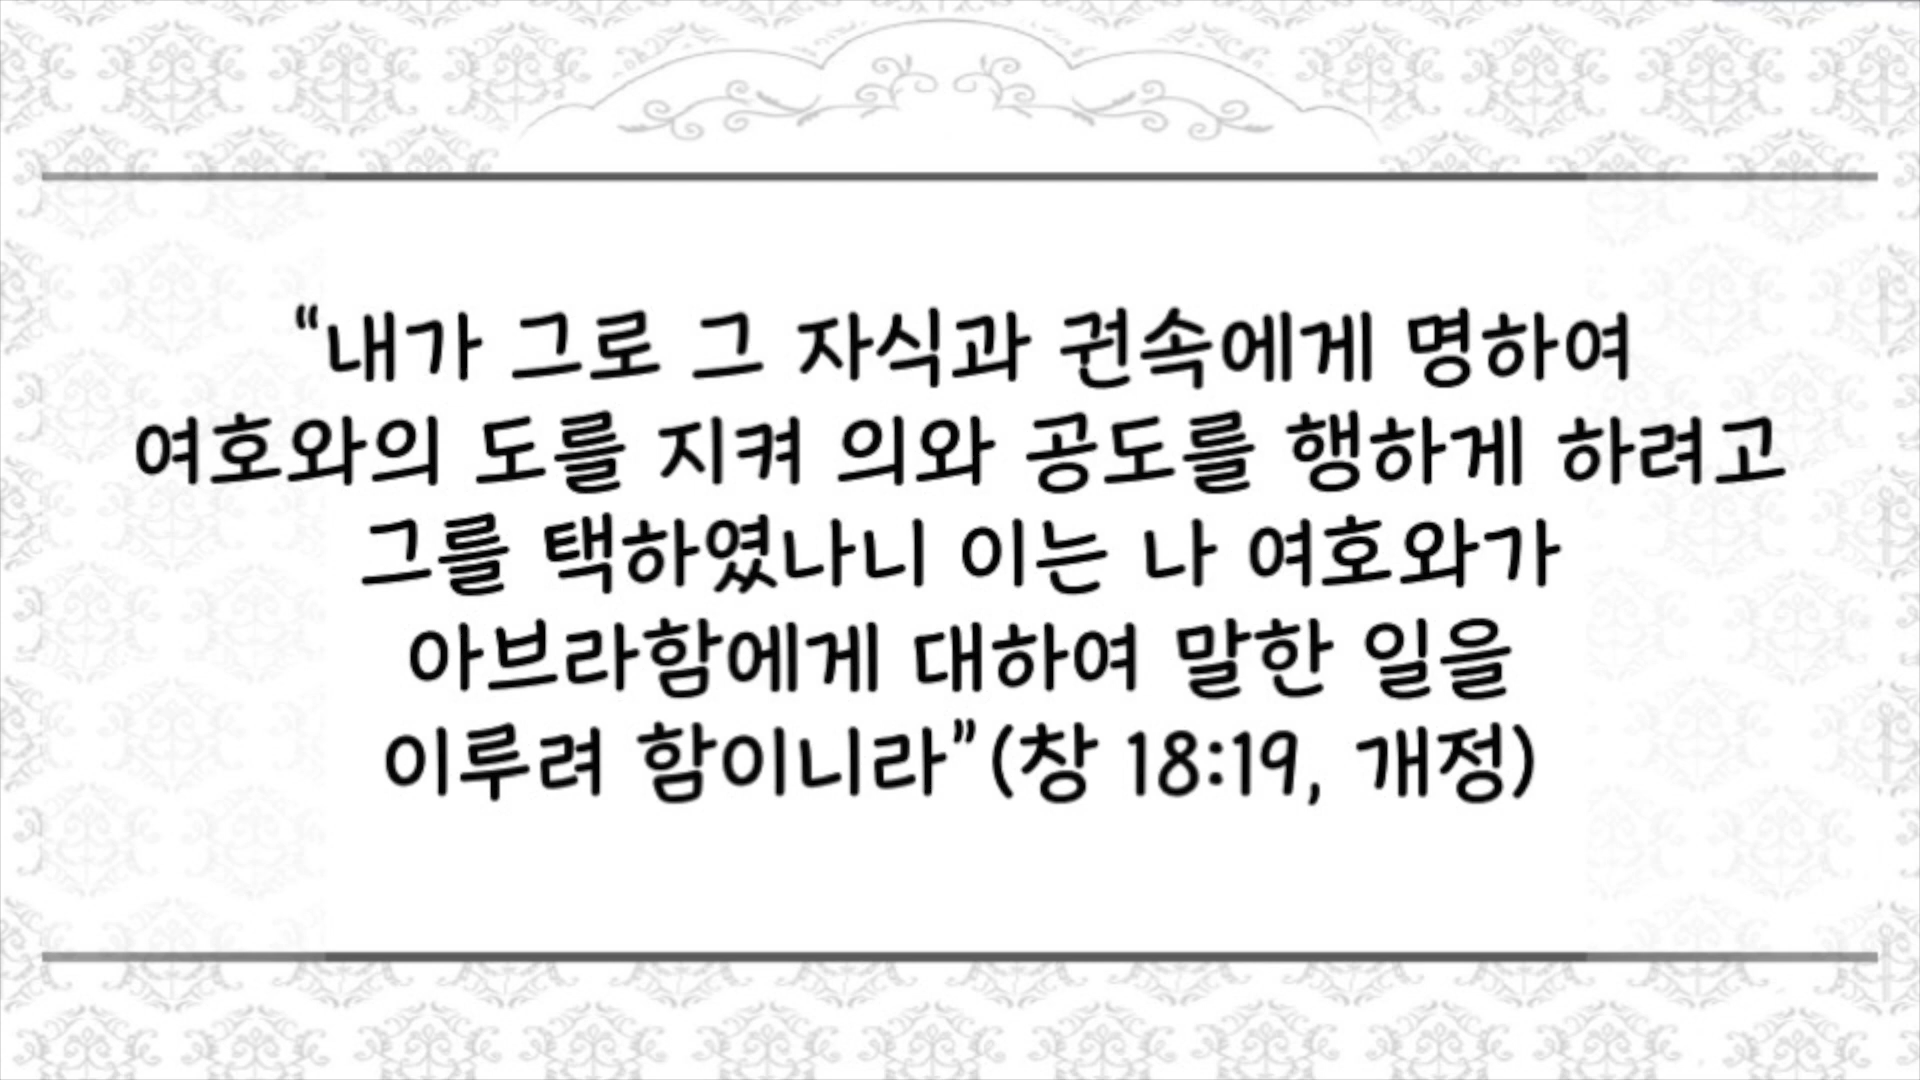 “내가 그로 그 자식과 권속에게 명하여
여호와의 도를 지켜 의와 공도를 행하게 하려고
그를 택하였나니 이는 나 여호와가
아브라함에게 대하여 말한 일을
이루려 함이니라”(창 18:19, 개정)